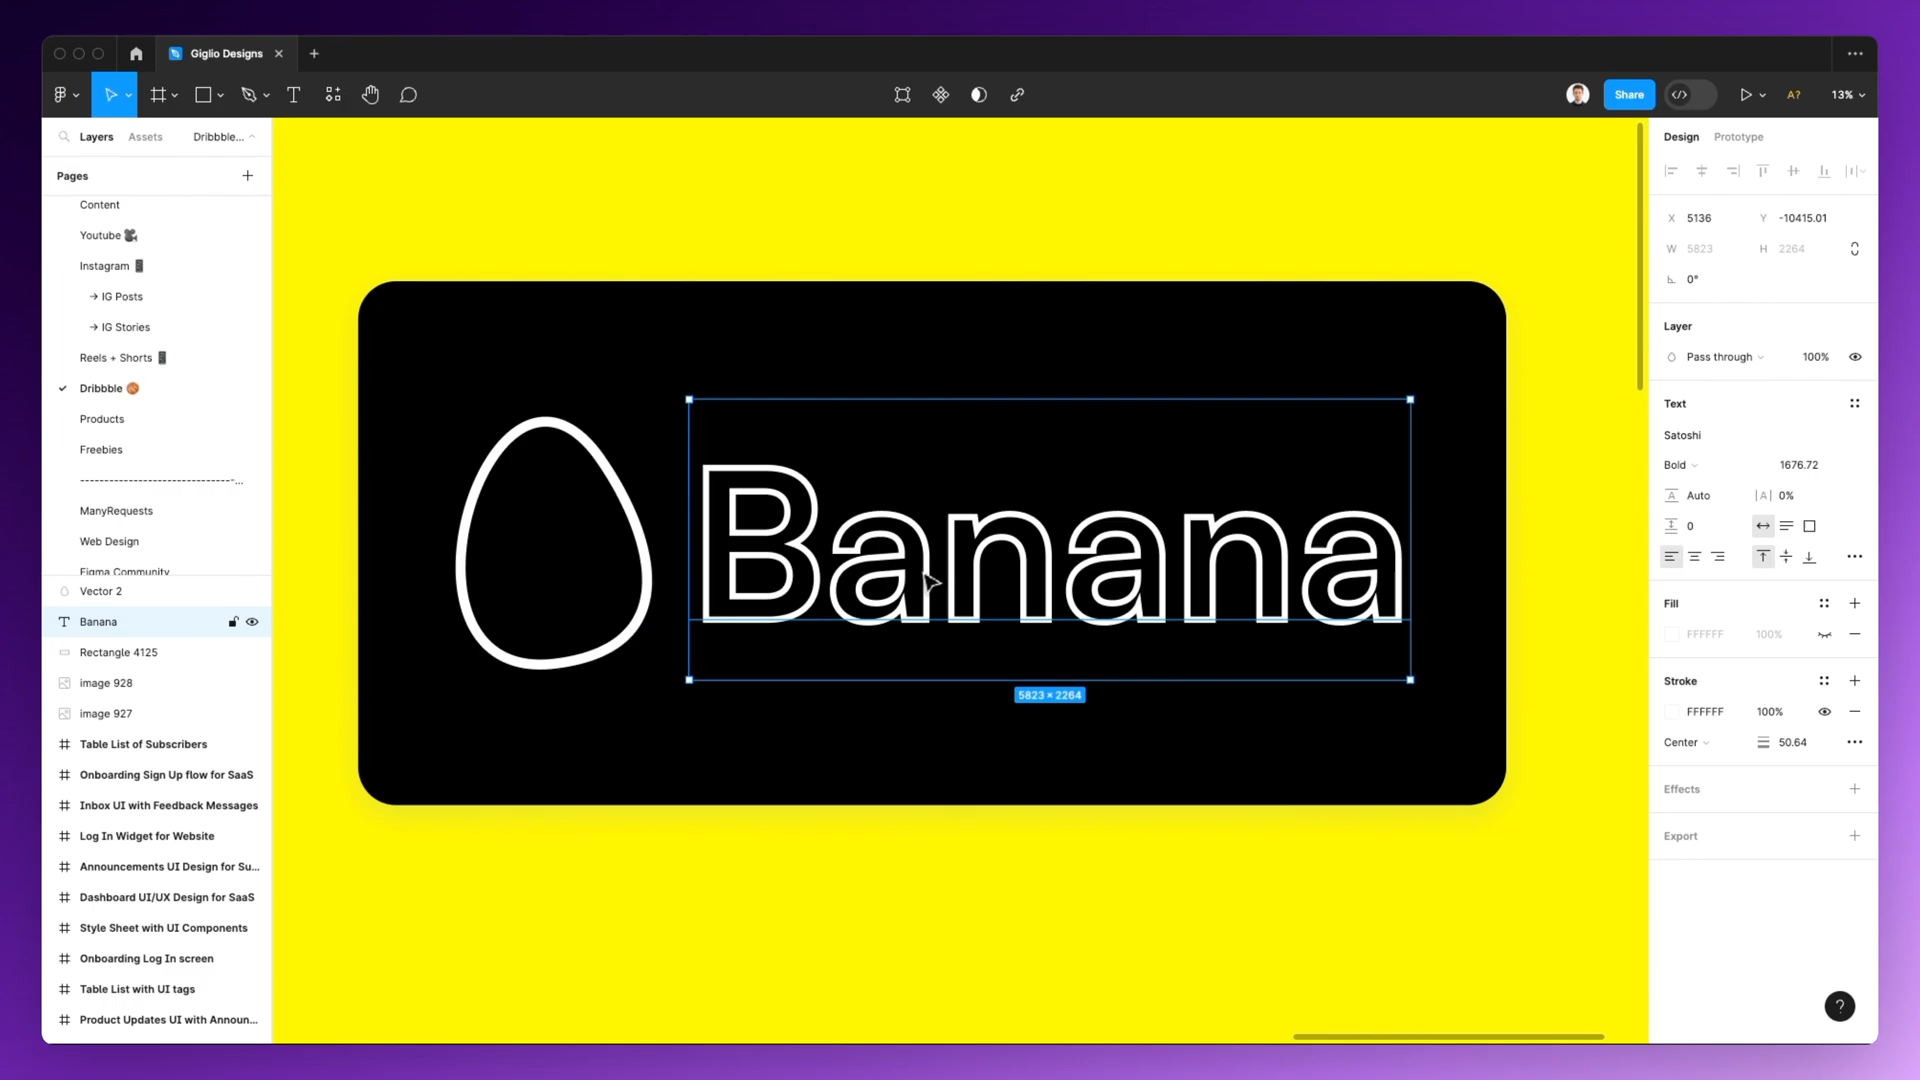 Giglio Designs
Share
A?
13%
Layers
Assets
Dribbble...
Pages
Content
Youtube 🎥
Instagram 📱
→ IG Posts
→ IG Stories
Reels + Shorts 📱
Dribbble 🏀
Products
Freebies
--------------------------------...
ManyRequests
Web Design
Figma Community
Vector 2
Banana
Rectangle 4125
image 928
image 927
Table List of Subscribers
Onboarding Sign Up flow for SaaS
Inbox UI with Feedback Messages
Log In Widget for Website
Announcements UI Design for Su...
Dashboard UI/UX Design for SaaS
Style Sheet with UI Components
Onboarding Log In screen
Table List with UI tags
Product Updates UI with Announ...
Banana
5823 × 2264
Design
Prototype
X 5136
Y -10415.01
W 5823
H 2264
0°
Layer
Pass through
100%
Text
Satoshi
Bold
1676.72
Auto
|A| 0%
0
Fill
FFFFFF
100%
Stroke
FFFFFF
100%
Center
50.64
Effects
Export
?